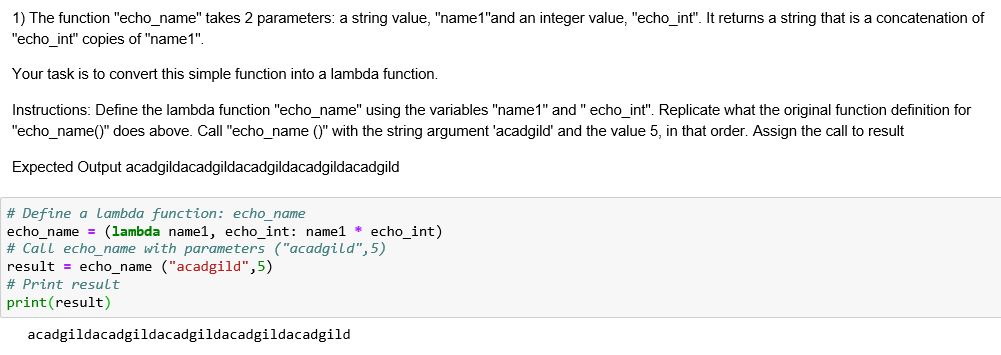 1) The function "echo_name" takes 2 parameters: a string value, "name1"and an integer value, "echo_int". It returns a string that is a concatenation of
"echo_int" copies of "name1".
Your task is to convert this simple function into a lambda function.
Instructions: Define the lambda function "echo_name" using the variables "name1" and " echo_int". Replicate what the original function definition for
"echo_name()" does above. Call "echo_name ()" with the string argument 'acadgild' and the value 5, in that order. Assign the call to result
Expected Output acadgildacadgildacadgildacadgildacadgild
# Define a lambda function: echo_name
echo_name = (lambda name1, echo_int: name1 * echo_int)
# Call echo_name with parameters ("acadgild",5)
result = echo_name ("acadgild",5)
# Print result
print(result)
acadgildacadgildacadgildacadgildacadgild